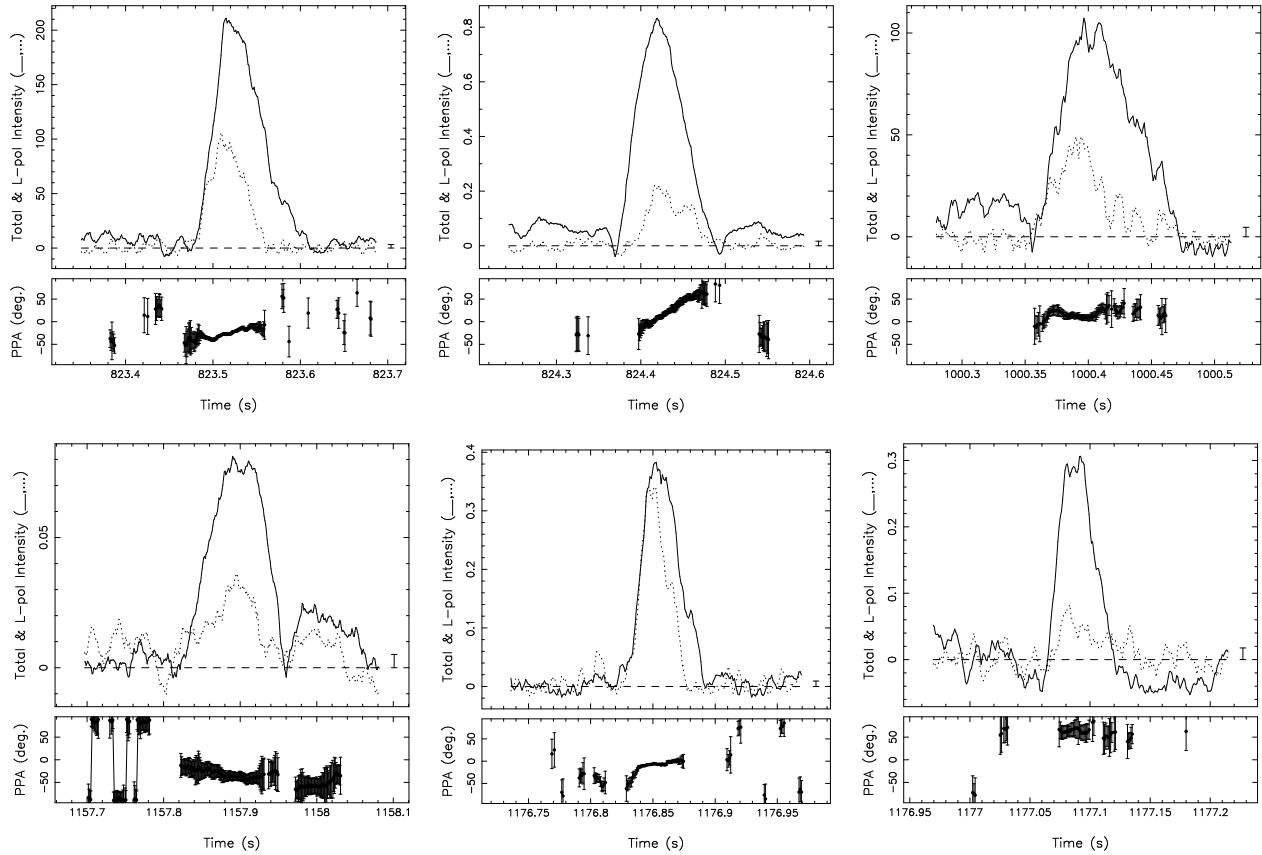 Total & L−pol Intensity (__,...)
200
150
100
50
0
PPA (deg.)
50
0
−50
823.4 823.5 823.6 823.7
Time (s)
Total & L−pol Intensity (__,...)
0.8
0.6
0.4
0.2
0
PPA (deg.)
50
0
−50
824.3 824.4 824.5 824.6
Time (s)
Total & L−pol Intensity (__,...)
100
50
0
PPA (deg.)
50
0
−50
1000.3 1000.35 1000.4 1000.45 1000.5
Time (s)
Total & L−pol Intensity (__,...)
0.05
0
PPA (deg.)
50
0
−50
1157.7 1157.8 1157.9 1158 1158.1
Time (s)
Total & L−pol Intensity (__,...)
0.4
0.3
0.2
0.1
0
PPA (deg.)
50
0
−50
1176.75 1176.8 1176.85 1176.9 1176.95
Time (s)
Total & L−pol Intensity (__,...)
0.3
0.2
0.1
0
PPA (deg.)
50
0
−50
1176.95 1177 1177.05 1177.1 1177.15 1177.2
Time (s)